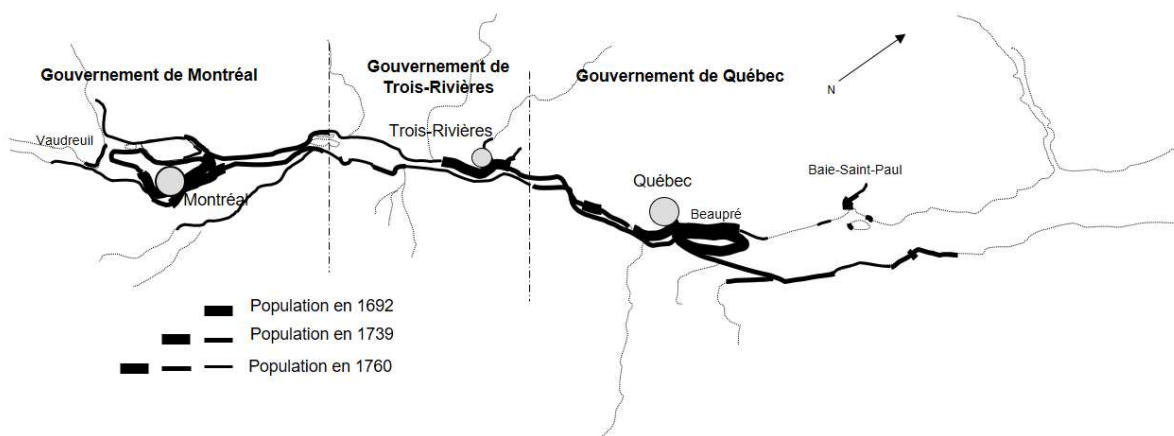 Gouvernement de Montréal
Gouvernement de
Trois-Rivières
Gouvernement de Québec
N
Vaudreuil
Trois-Rivières
Montréal
Québec
Beaupré
Baie-Saint-Paul
Population en 1692
Population en 1739
Population en 1760